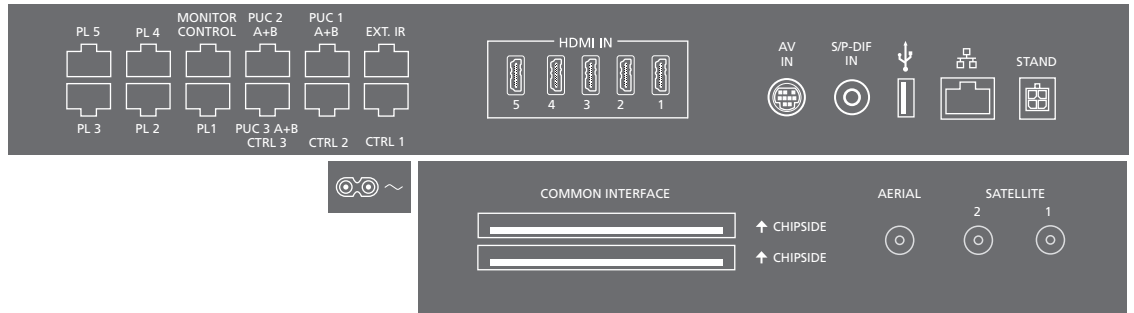 MONITOR PUC 2 PUC 1
PL 5 PL 4 CONTROL A+B A+B EXT. IR
PL 3 PL 2 PL1 PUC 3 A+B CTRL 2 CTRL 1
CTRL 3
HDMI IN
5 4 3 2 1
AV IN
S/P-DIF IN
STAND
COMMON INTERFACE
CHIPSIDE
CHIPSIDE
AERIAL SATELLITE
2 1